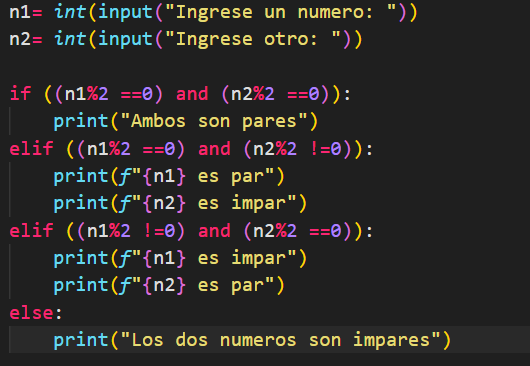 n1= int(input("Ingrese un numero: "))
n2= int(input("Ingrese otro: "))

if ((n1%2 ==0) and (n2%2 ==0)):
    print("Ambos son pares")
elif ((n1%2 ==0) and (n2%2 !=0)):
    print(f"{n1} es par")
    print(f"{n2} es impar")
elif ((n1%2 !=0) and (n2%2 ==0)):
    print(f"{n1} es impar")
    print(f"{n2} es par")
else:
    print("Los dos numeros son impares")